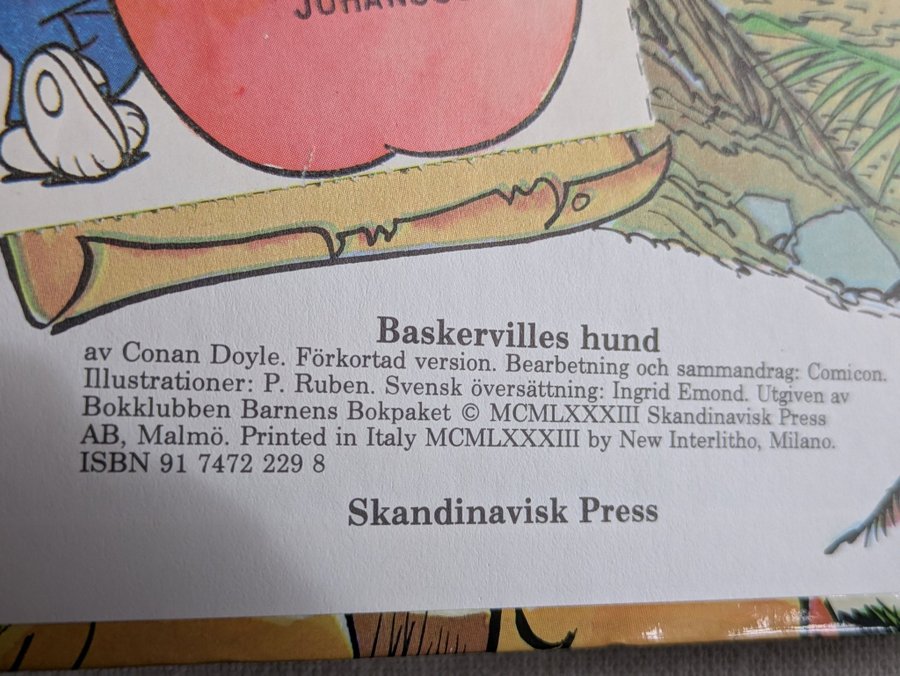 Baskervilles hund
av Conan Doyle. Förkortad version. Bearbetning och sammandrag: Comicon.
Illustrationer: P. Ruben. Svensk översättning: Ingrid Emond. Utgiven av
Bokklubben Barnens Bokpaket © MCMLXXXIII Skandinavisk Press
AB, Malmö. Printed in Italy MCMLXXXIII by New Interlitho, Milano.
ISBN 91 7472 229 8
Skandinavisk Press